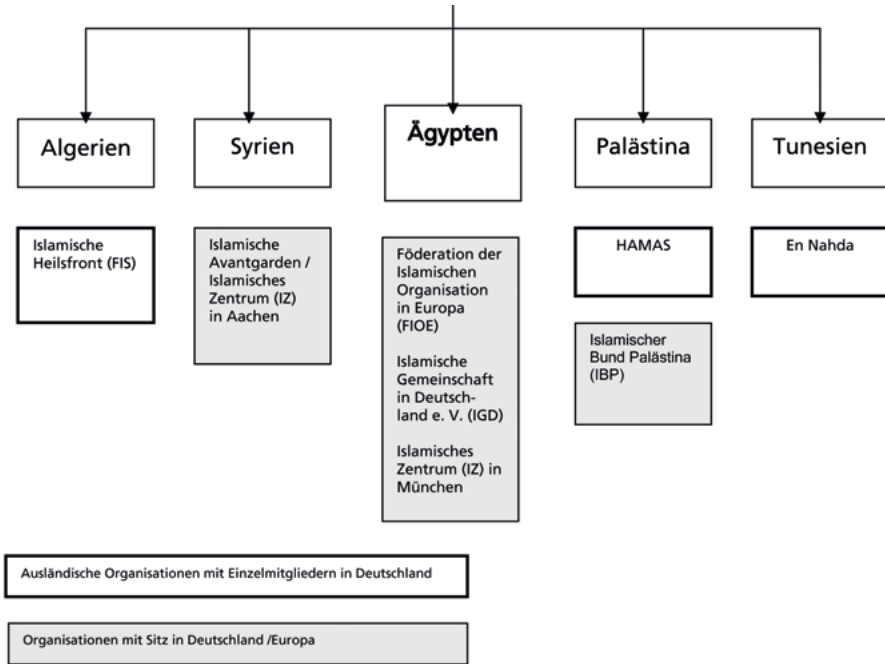 Algerien
Syrien
Ägypten
Palästina
Tunesien
Islamische
Heilsfront (FIS)
Islamische
Avantgarden /
Islamisches
Zentrum (IZ)
in Aachen
Föderation der
Islamischen
Organisation
in Europa
(FIOE)
Islamische
Gemeinschaft
in Deutsch-
land e. V. (IGD)
Islamisches
Zentrum (IZ) in
München
HAMAS
Islamischer
Bund Palästina
(IBP)
En Nahda
Ausländische Organisationen mit Einzelmitgliedern in Deutschland
Organisationen mit Sitz in Deutschland /Europa